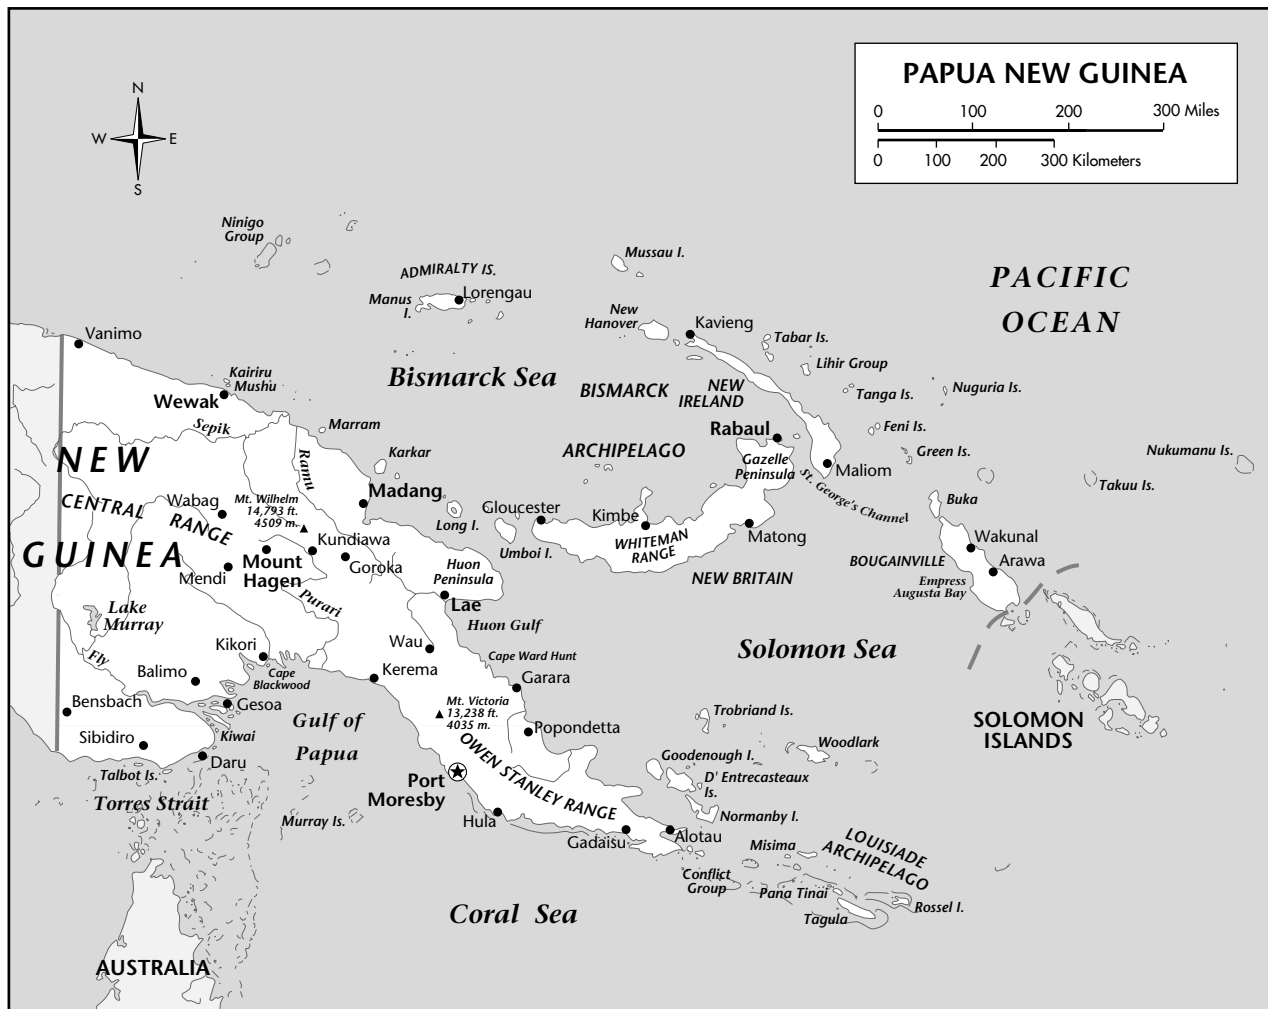 PAPUA NEW GUINEA
0 100 200 300 Miles
0 100 200 300 Kilometers
N
W E
S
Ninigo
Group
ADMIRALTY IS.
Manus
I.
Lorengau
Mussau I.
New
Hanover
Kavieng
PACIFIC
OCEAN
Tabar Is.
Lihir Group
Tanga Is.
Nuguria Is.
Feni Is.
Green Is.
Nukumanu Is.
Takuu Is.
Vanimo
Kairiru
Mushu
Wewak
Sepik
Bismarck Sea
BISMARCK
ARCHIPELAGO
NEW
IRELAND
Rabaul
Gazelle
Peninsula
Maliom
St. George's Channel
Marram
Karkar
Ramu
Madang
NEW
GUINEA
CENTRAL
RANGE
Wabag
Mt. Wilhelm
14,793 ft.
4509 m.
Long I.
Gloucester
Umboi I.
Kimbe
WHITEMAN
RANGE
Matong
NEW BRITAIN
Buka
Wakunal
Arawa
BOUGAINVILLE
Empress
Augusta Bay
Kundiawa
Mount
Hagen
Goroka
Mendi
Huon
Peninsula
Lae
Huon Gulf
Purari
Lake
Murray
Fly
Kikori
Balimo
Cape
Blackwood
Wau
Kerema
Cape Ward Hunt
Garara
Solomon Sea
Bensbach
Gesoa
Sibidiro
Kiwai
Daru
Talbot Is.
Torres Strait
Gulf of
Papua
Murray Is.
Mt. Victoria
13,238 ft.
4035 m.
Popondetta
OWEN STANLEY RANGE
Port
Moresby
Hula
Gadaisu
Alotau
Trobriand Is.
Woodlark
Goodenough I.
D' Entrecasteaux
Is.
Normanby I.
SOLOMON
ISLANDS
Misima
LOUISIADE
ARCHIPELAGO
Conflict
Group
Pana Tinai
Tagula
Rossel I.
Coral Sea
AUSTRALIA